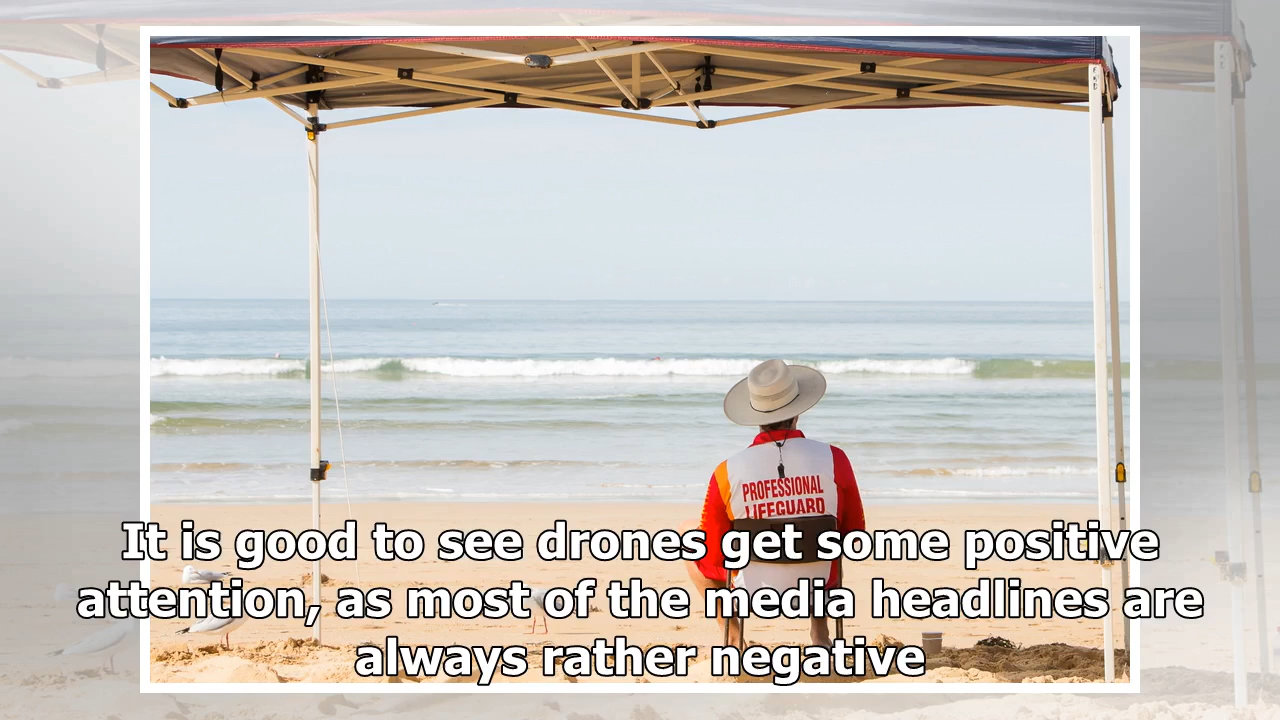 PROFESSIONAL
LIFEGUARD
It is good to see drones get some positive
attention, as most of the media headlines are
always rather negative